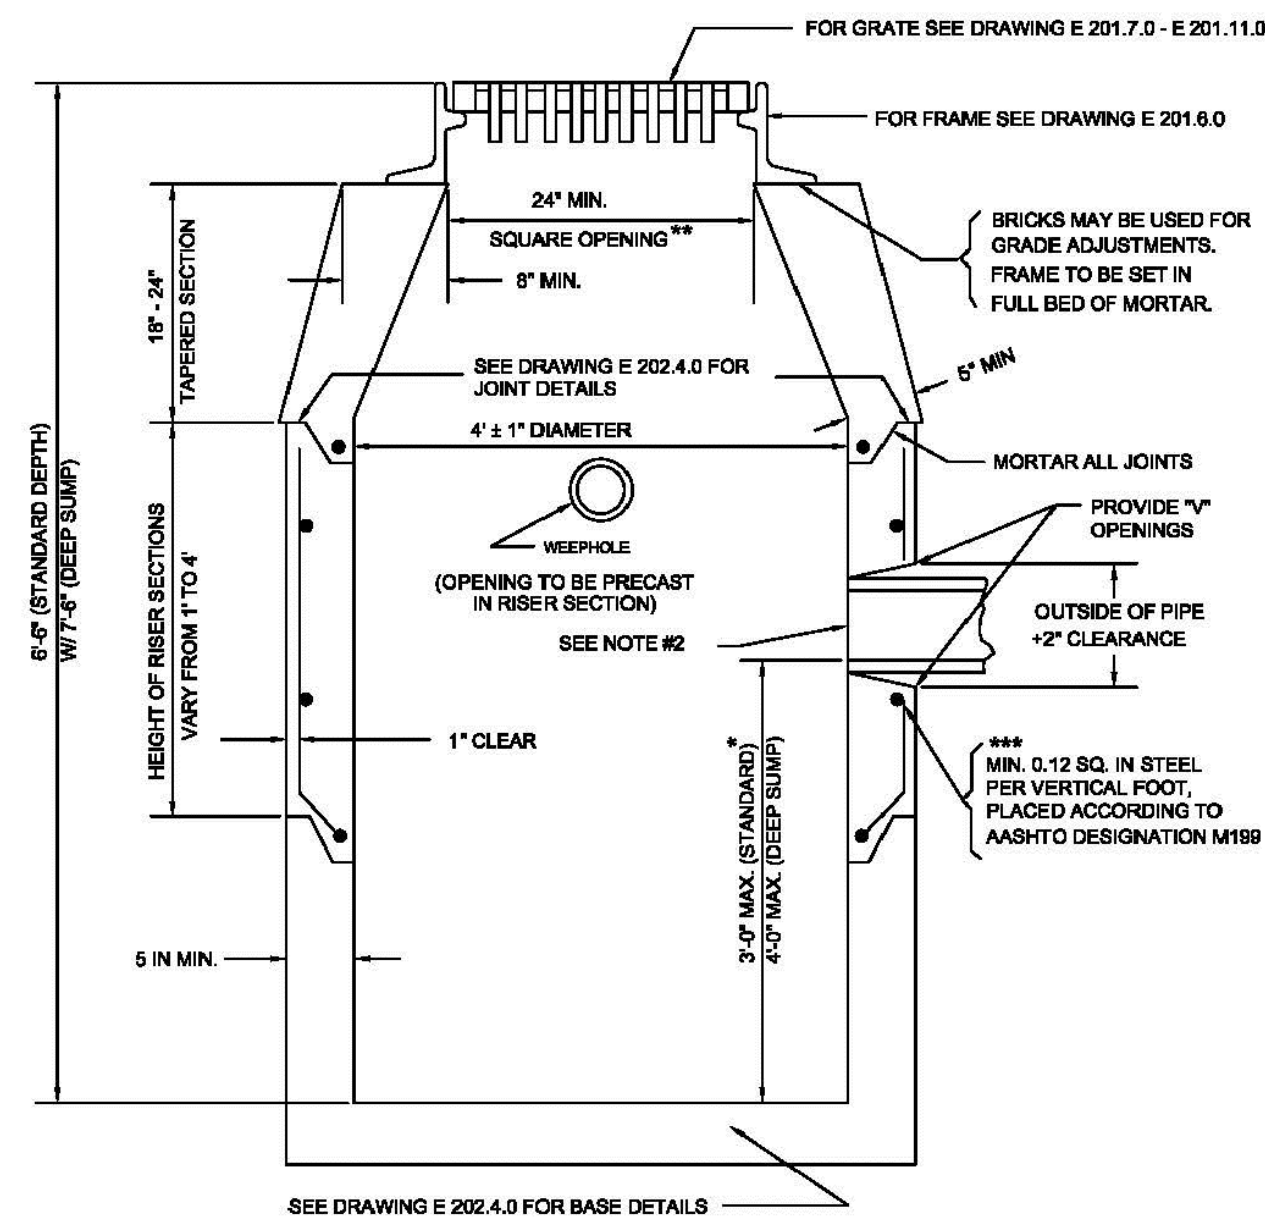 FOR GRATE SEE DRAWING E 201.7.0 - E 201.11.0
FOR FRAME SEE DRAWING E 201.6.0
24" MIN.
SQUARE OPENING**
8" MIN.
BRICKS MAY BE USED FOR
GRADE ADJUSTMENTS.
FRAME TO BE SET IN
FULL BED OF MORTAR.
18" - 24"
TAPERED SECTION
SEE DRAWING E 202.4.0 FOR
JOINT DETAILS
5" MIN
4' ± 1" DIAMETER
MORTAR ALL JOINTS
6'-6" (STANDARD DEPTH)
W/ 7'-6" (DEEP SUMP)
HEIGHT OF RISER SECTIONS
VARY FROM 1' TO 4'
WEEPHOLE
(OPENING TO BE PRECAST
IN RISER SECTION)
PROVIDE "V"
OPENINGS
SEE NOTE #2
OUTSIDE OF PIPE
+2" CLEARANCE
1" CLEAR
3'-0" MAX. (STANDARD)*
4'-0" MAX. (DEEP SUMP)
***
MIN. 0.12 SQ. IN STEEL
PER VERTICAL FOOT,
PLACED ACCORDING TO
AASHTO DESIGNATION M199
5 IN MIN.
SEE DRAWING E 202.4.0 FOR BASE DETAILS